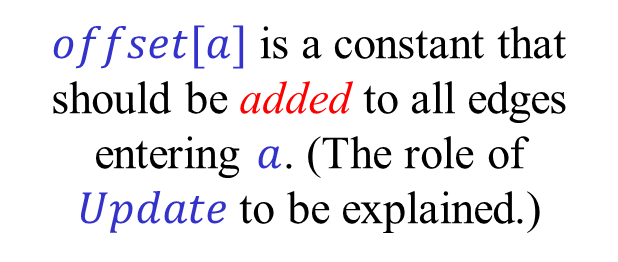 offset[a] is a constant that
should be added to all edges
entering a. (The role of
Update to be explained.)